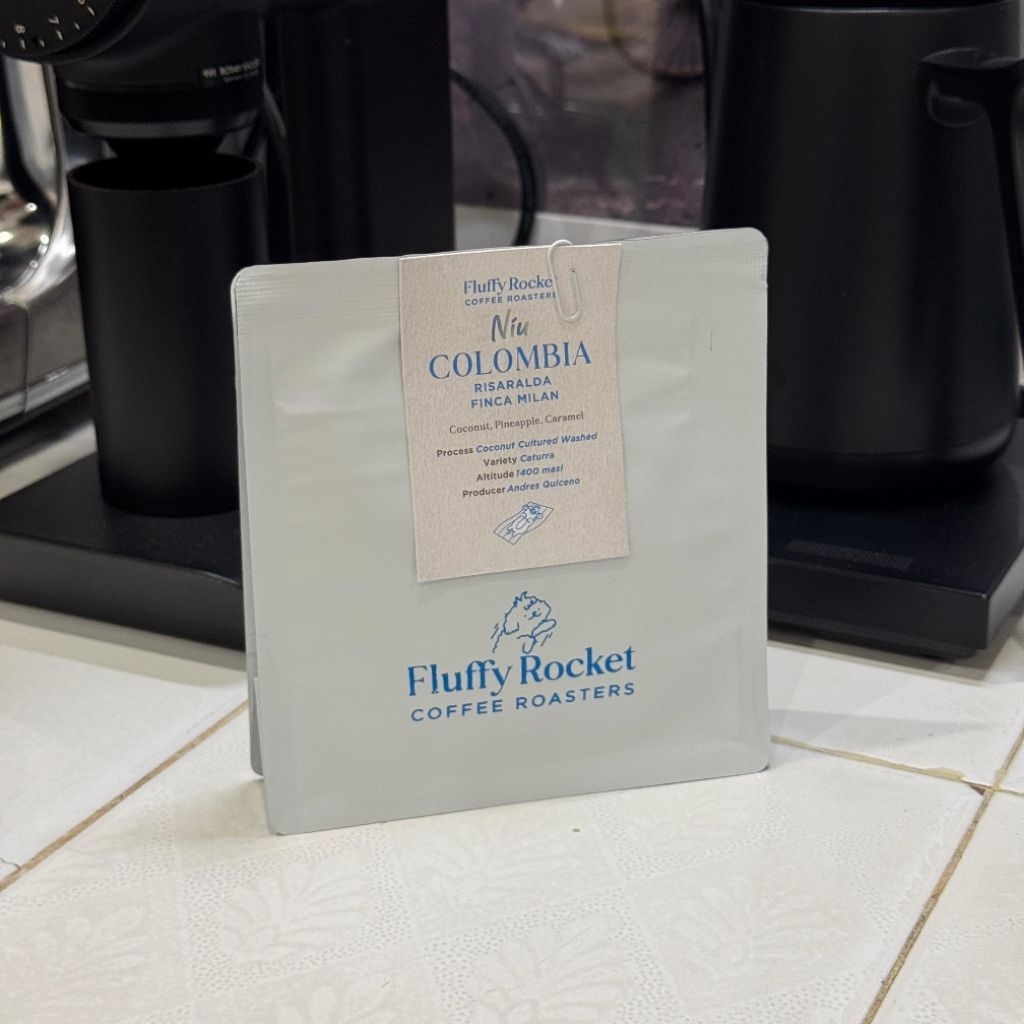 Fluffy Rocke
COFFEE ROASTERS
Niu
COLOMBIA
RISARALDA
FINCA MILAN
Coconut, Pineapple, Caramel
Process Coconut Cultured Washed
Variety Caturra
Altitude 1400 masl
Producer Andres Quiceno
Fluffy Rocket
COFFEE ROASTERS